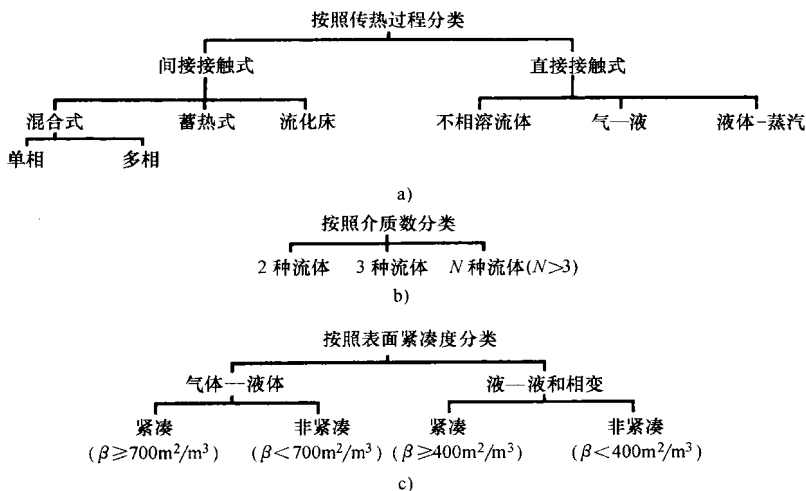 按照传热过程分类
间接接触式 直接接触式
混合式 蓄热式 流化床 不相溶流体 气—液 液体-蒸汽
单相 多相
a)
按照介质数分类
2 种流体 3 种流体 N 种流体(N>3)
b)
按照表面紧凑度分类
气体—液体 液—液和相变
紧凑 非紧凑 紧凑 非紧凑
(β≥700m²/m³) (β<700m²/m³) (β≥400m²/m³) (β<400m²/m³)
c)